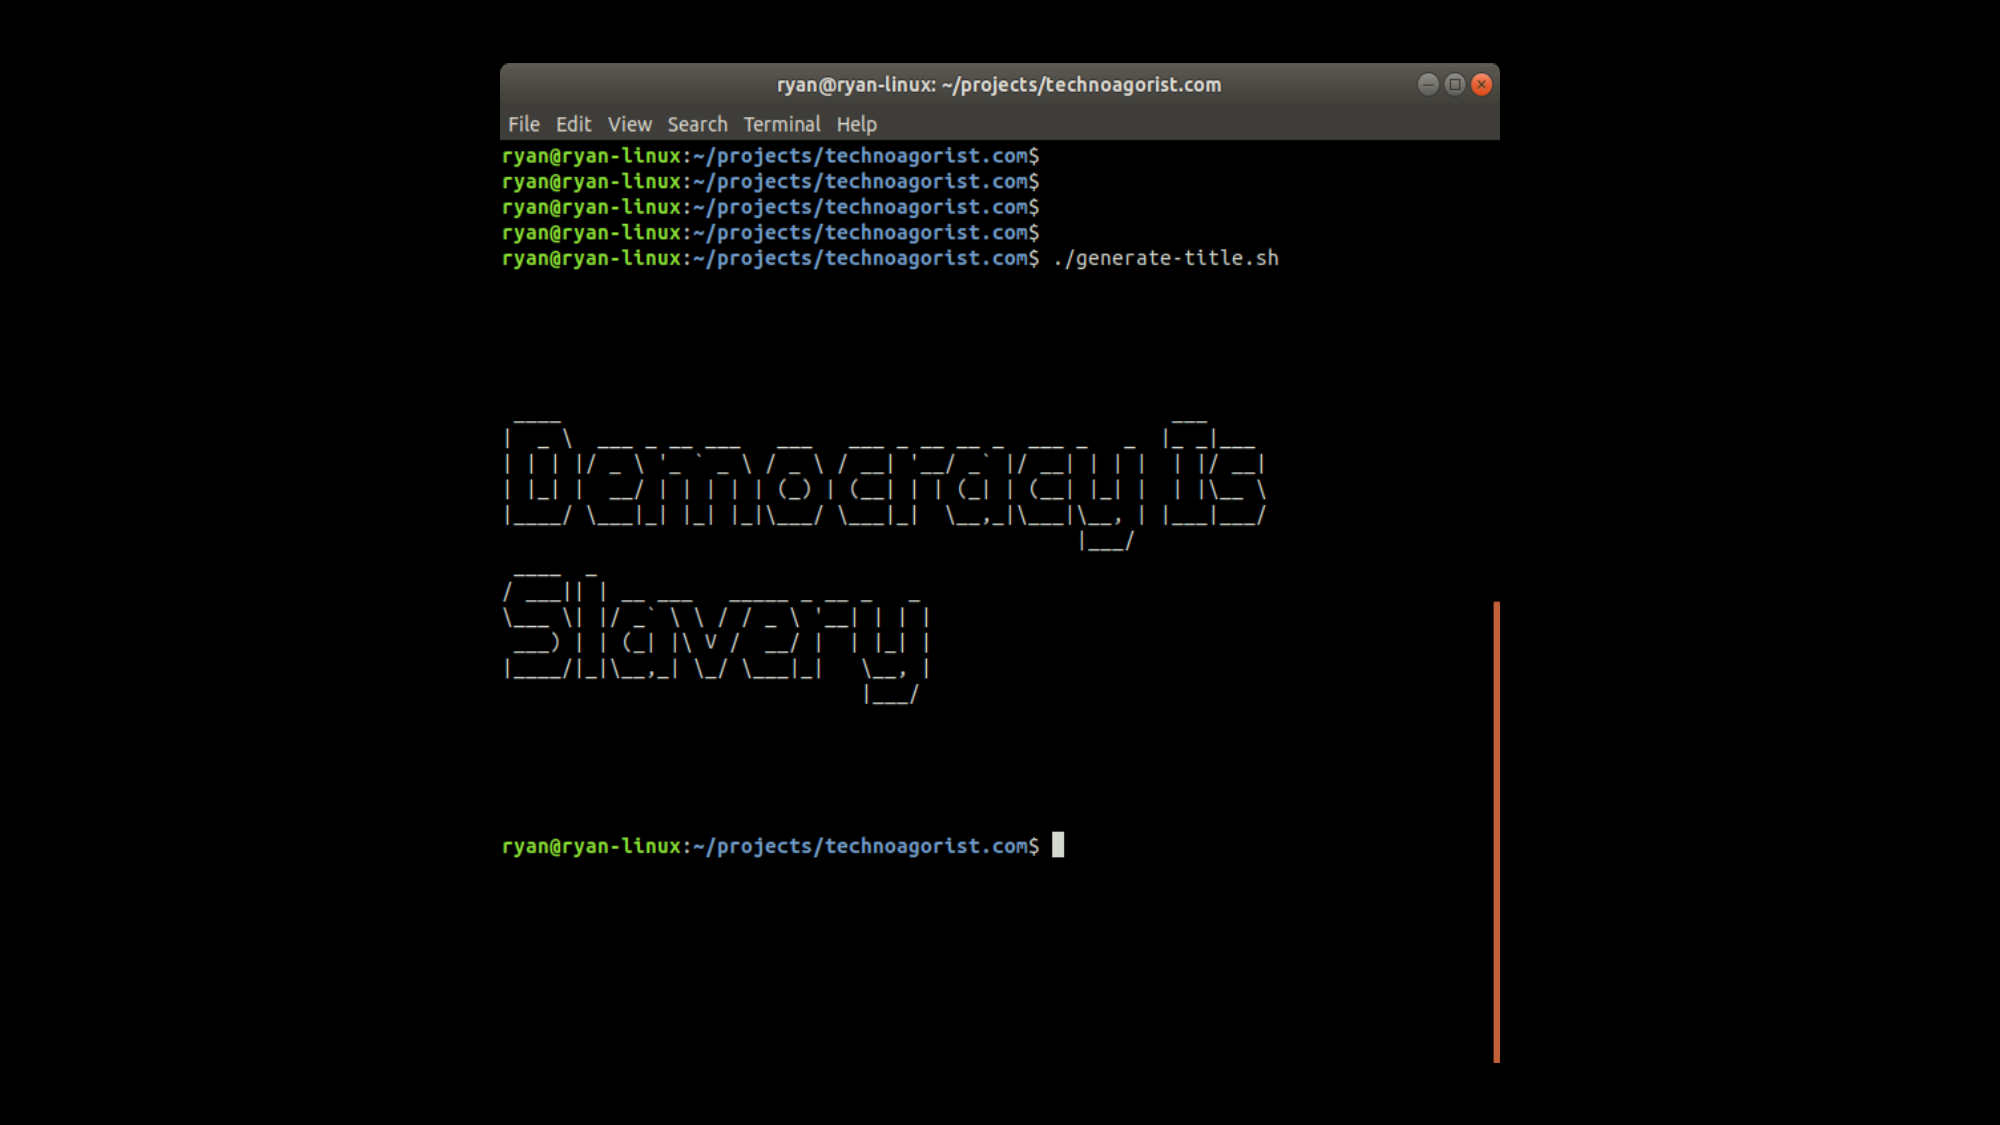 ryan@ryan-linux: ~/projects/technoagorist.com
File Edit View Search Terminal Help
ryan@ryan-linux:~/projects/technoagorist.com$
ryan@ryan-linux:~/projects/technoagorist.com$
ryan@ryan-linux:~/projects/technoagorist.com$
ryan@ryan-linux:~/projects/technoagorist.com$
ryan@ryan-linux:~/projects/technoagorist.com$ ./generate-title.sh
Democracy Is
Slavery
ryan@ryan-linux:~/projects/technoagorist.com$